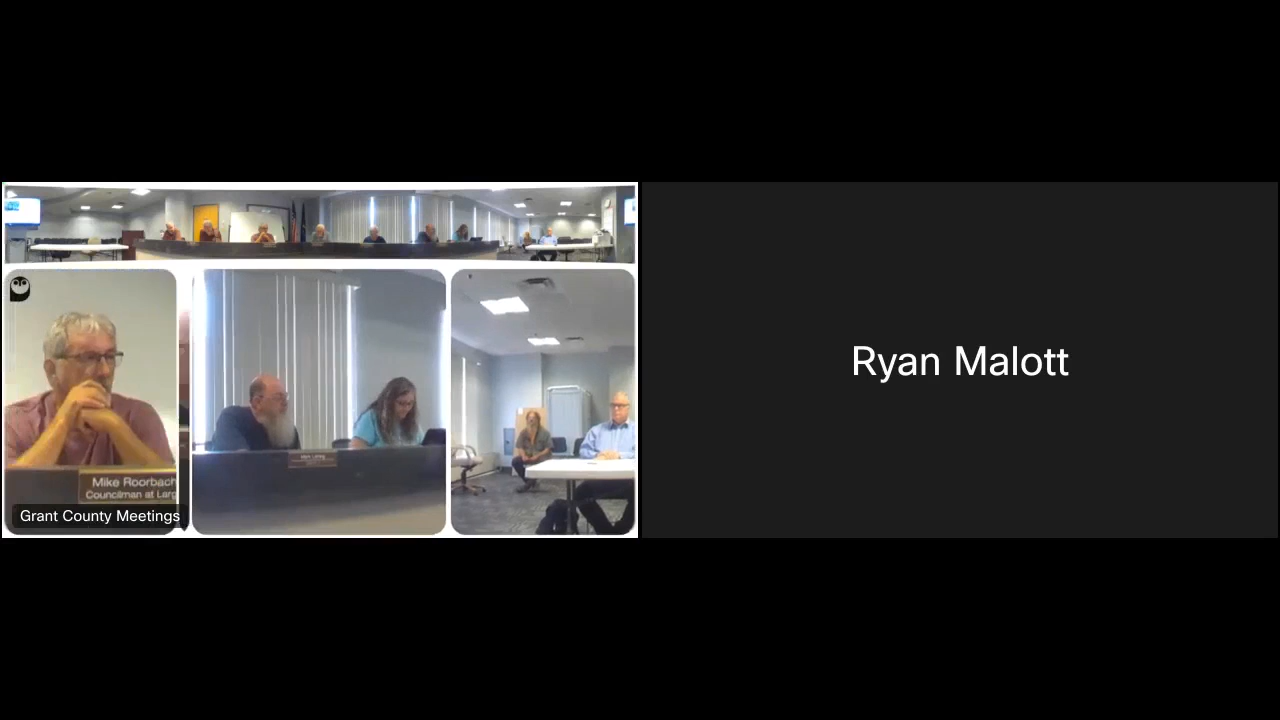 Mike Roorbach
Councilman at Larg
Grant County Meetings
Ryan Malott